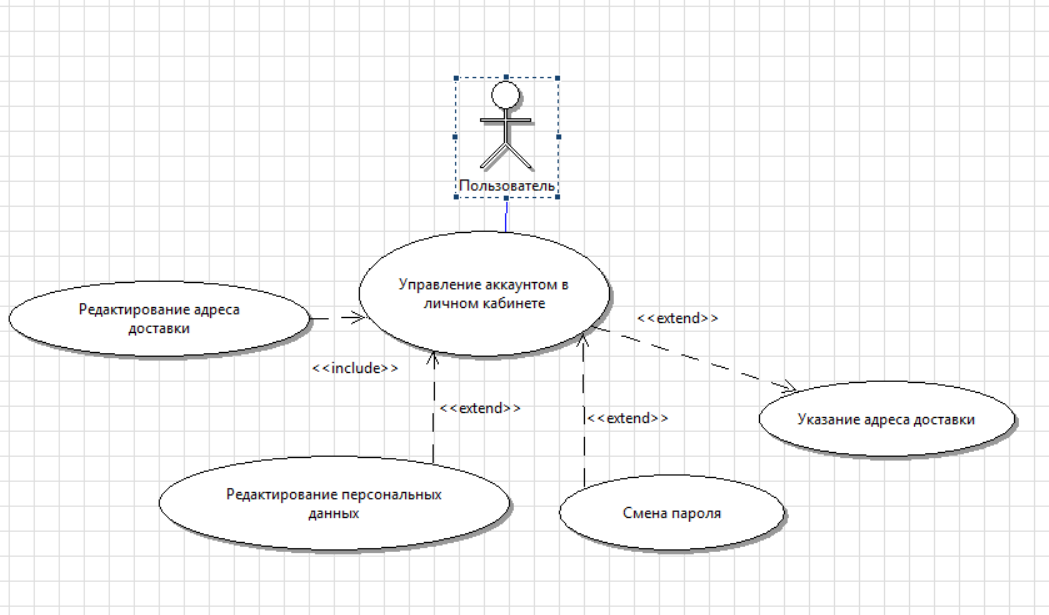 Пользователь
Управление аккаунтом в
личном кабинете
Редактирование адреса
доставки
<<extend>>
<<include>>
<<extend>>
<<extend>>
Указание адреса доставки
Редактирование персональных
данных
Смена пароля